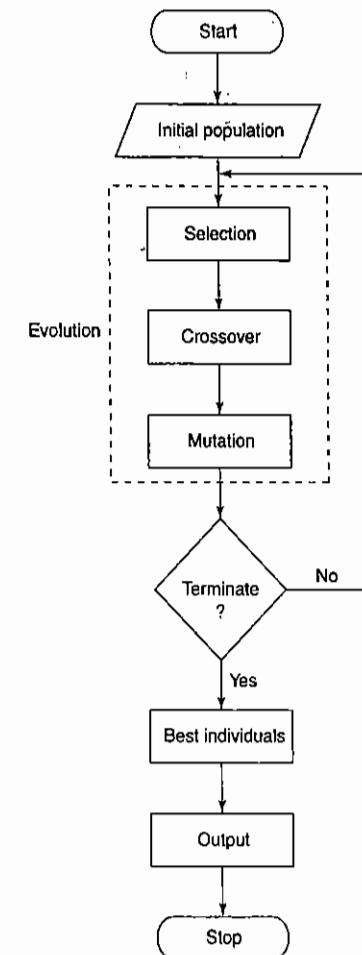 Start
Initial population
Selection
Evolution
Crossover
Mutation
Terminate
?
No
Yes
Best individuals
Output
Stop